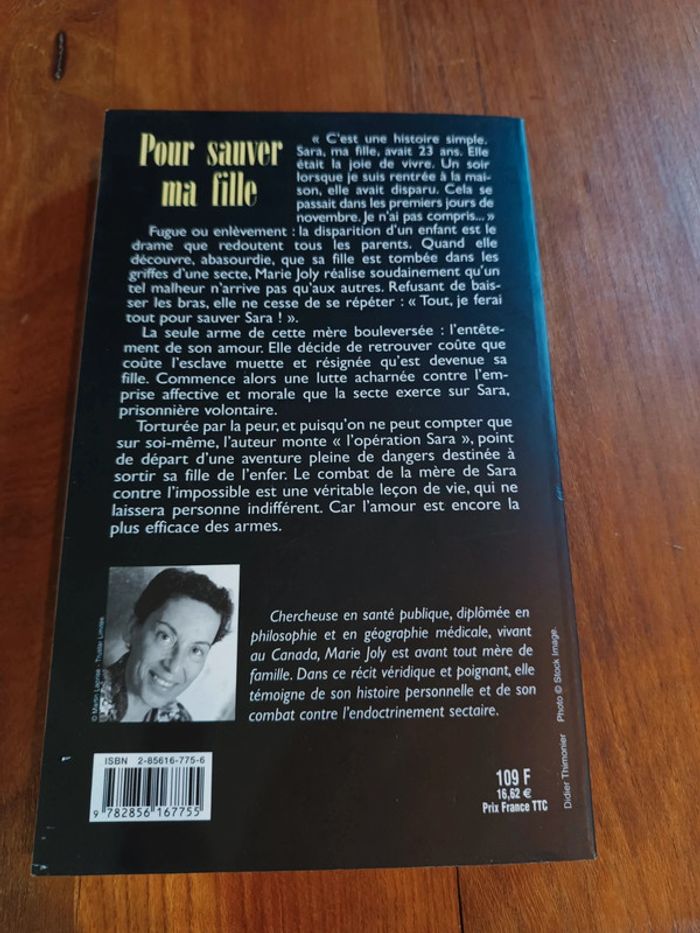 Pour sauver
ma fille
« C'est une histoire simple.
Sara, ma fille, avait 23 ans. Elle
était la joie de vivre. Un soir
lorsque je suis rentrée à la mai-
son, elle avait disparu. Cela se
passait dans les premiers jours de
novembre. Je n'ai pas compris... »
Fugue ou enlèvement : la disparition d'un enfant est le
drame que redoutent tous les parents. Quand elle
découvre, abasourdie, que sa fille est tombée dans les
griffes d'une secte, Marie Joly réalise soudainement qu'un
tel malheur n'arrive pas qu'aux autres. Refusant de bais-
ser les bras, elle ne cesse de se répéter : « Tout, je ferai
tout pour sauver Sara ! ».
La seule arme de cette mère bouleversée : l'entête-
ment de son amour. Elle décide de retrouver coûte que
coûte l'esclave muette et résignée qu'est devenue sa
fille. Commence alors une lutte acharnée contre l'em-
prise affective et morale que la secte exerce sur Sara,
prisonnière volontaire.
Torturée par la peur, et puisqu'on ne peut compter que
sur soi-même, l'auteur monte « l'opération Sara », point
de départ d'une aventure pleine de dangers destinée à
sortir sa fille de l'enfer. Le combat de la mère de Sara
contre l'impossible est une véritable leçon de vie, qui ne
laissera personne indifférent. Car l'amour est encore la
plus efficace des armes.
Chercheuse en santé publique, diplômée en
philosophie et en géographie médicale, vivant
au Canada, Marie Joly est avant tout mère de
famille. Dans ce récit véridique et poignant, elle
témoigne de son histoire personnelle et de son
combat contre l'endoctrinement sectaire.
ISBN 2-85616-775-6
9 782856 167755
109 F
16,62 €
Prix France TTC
Didier Thimonier Photo © Stock Image.